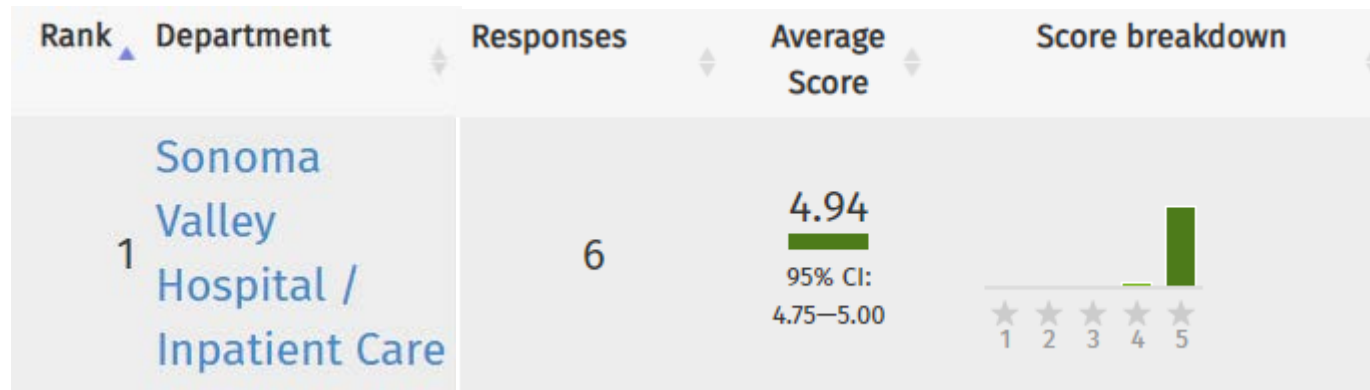 Rank Department Responses Average Score breakdown
Score
Sonoma
Valley
Hospital /
Inpatient Care
1
6
4.94
95% CI:
4.75—5.00
1 2 3 4 5